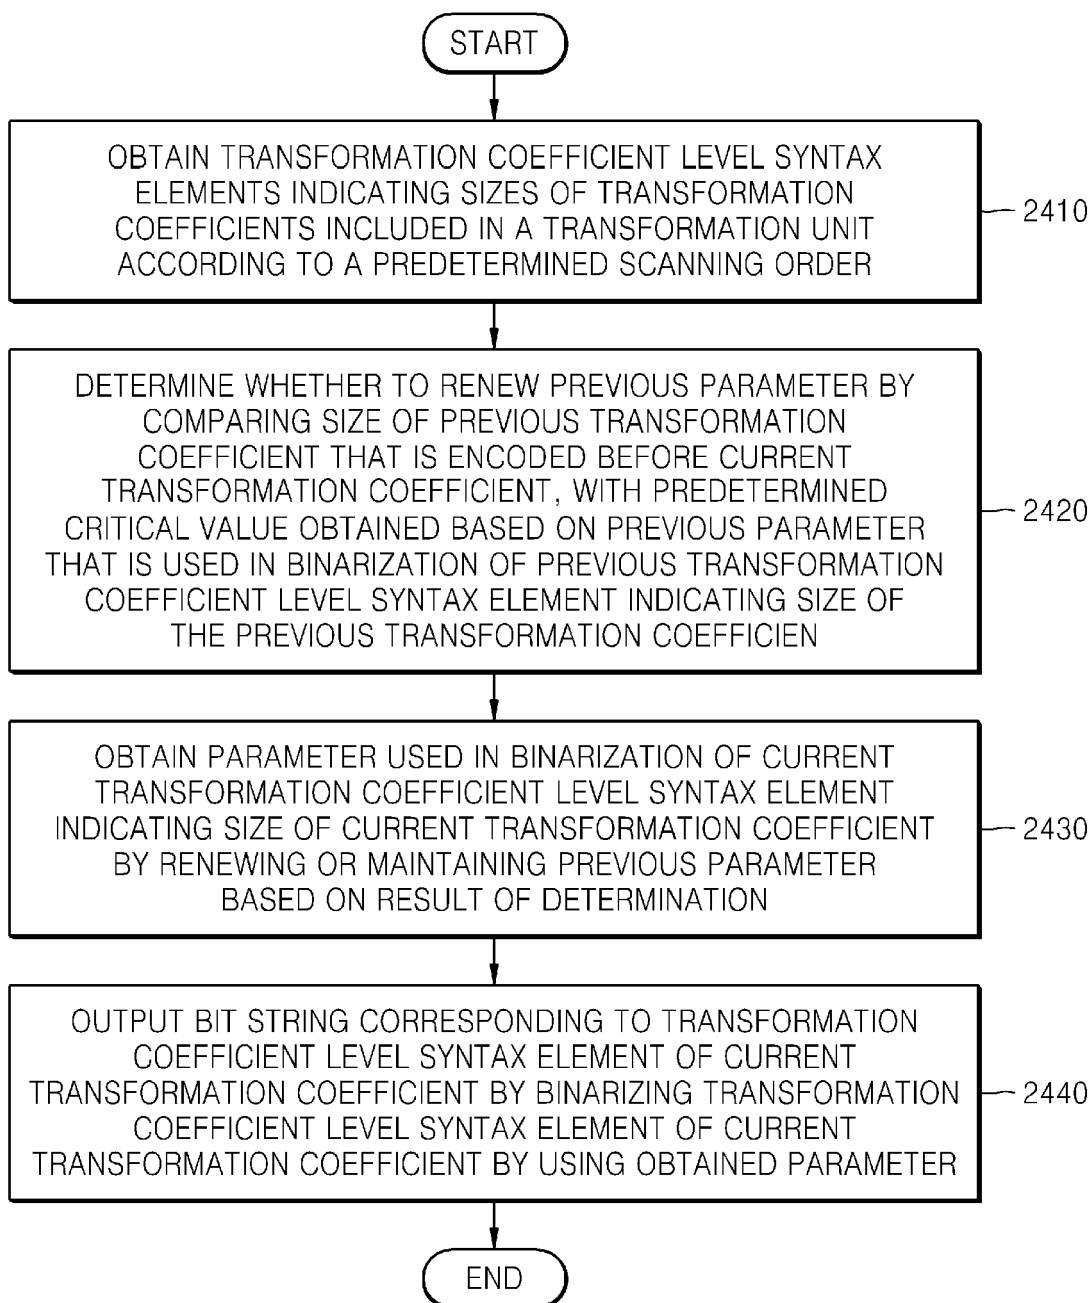 START
OBTAIN TRANSFORMATION COEFFICIENT LEVEL SYNTAX
ELEMENTS INDICATING SIZES OF TRANSFORMATION
COEFFICIENTS INCLUDED IN A TRANSFORMATION UNIT
ACCORDING TO A PREDETERMINED SCANNING ORDER
2410
DETERMINE WHETHER TO RENEW PREVIOUS PARAMETER BY
COMPARING SIZE OF PREVIOUS TRANSFORMATION
COEFFICIENT THAT IS ENCODED BEFORE CURRENT
TRANSFORMATION COEFFICIENT, WITH PREDETERMINED
CRITICAL VALUE OBTAINED BASED ON PREVIOUS PARAMETER
THAT IS USED IN BINARIZATION OF PREVIOUS TRANSFORMATION
COEFFICIENT LEVEL SYNTAX ELEMENT INDICATING SIZE OF
THE PREVIOUS TRANSFORMATION COEFFICIEN
2420
OBTAIN PARAMETER USED IN BINARIZATION OF CURRENT
TRANSFORMATION COEFFICIENT LEVEL SYNTAX ELEMENT
INDICATING SIZE OF CURRENT TRANSFORMATION COEFFICIENT
BY RENEWING OR MAINTAINING PREVIOUS PARAMETER
BASED ON RESULT OF DETERMINATION
2430
OUTPUT BIT STRING CORRESPONDING TO TRANSFORMATION
COEFFICIENT LEVEL SYNTAX ELEMENT OF CURRENT
TRANSFORMATION COEFFICIENT BY BINARIZING TRANSFORMATION
COEFFICIENT LEVEL SYNTAX ELEMENT OF CURRENT
TRANSFORMATION COEFFICIENT BY USING OBTAINED PARAMETER
2440
END